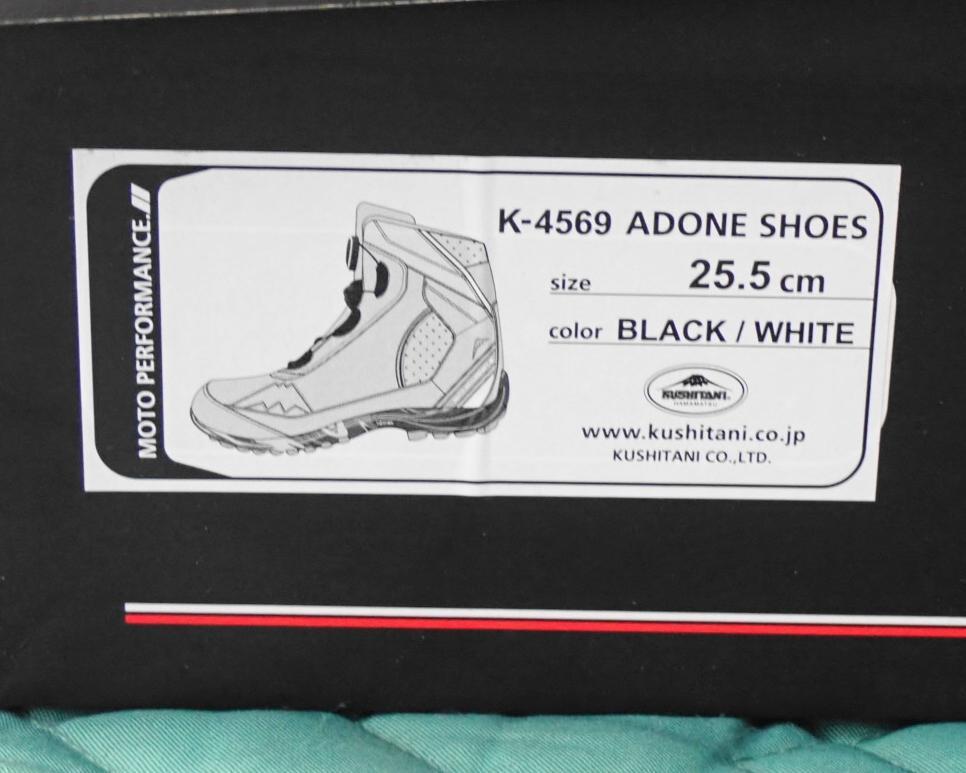 MOTO PERFORMANCE.
K-4569 ADONE SHOES
size 25.5 cm
color BLACK / WHITE
KUSHITANI
HAMAMATSU
www.kushitani.co.jp
KUSHITANI CO.,LTD.